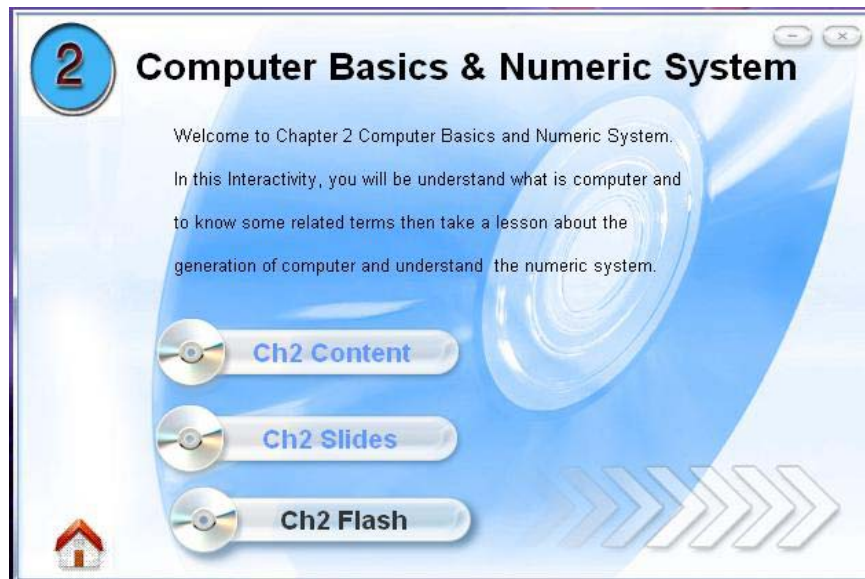 2
Computer Basics & Numeric System
Welcome to Chapter 2 Computer Basics and Numeric System.
In this Interactivity, you will be understand what is computer and
to know some related terms then take a lesson about the
generation of computer and understand the numeric system.
Ch2 Content
Ch2 Slides
Ch2 Flash